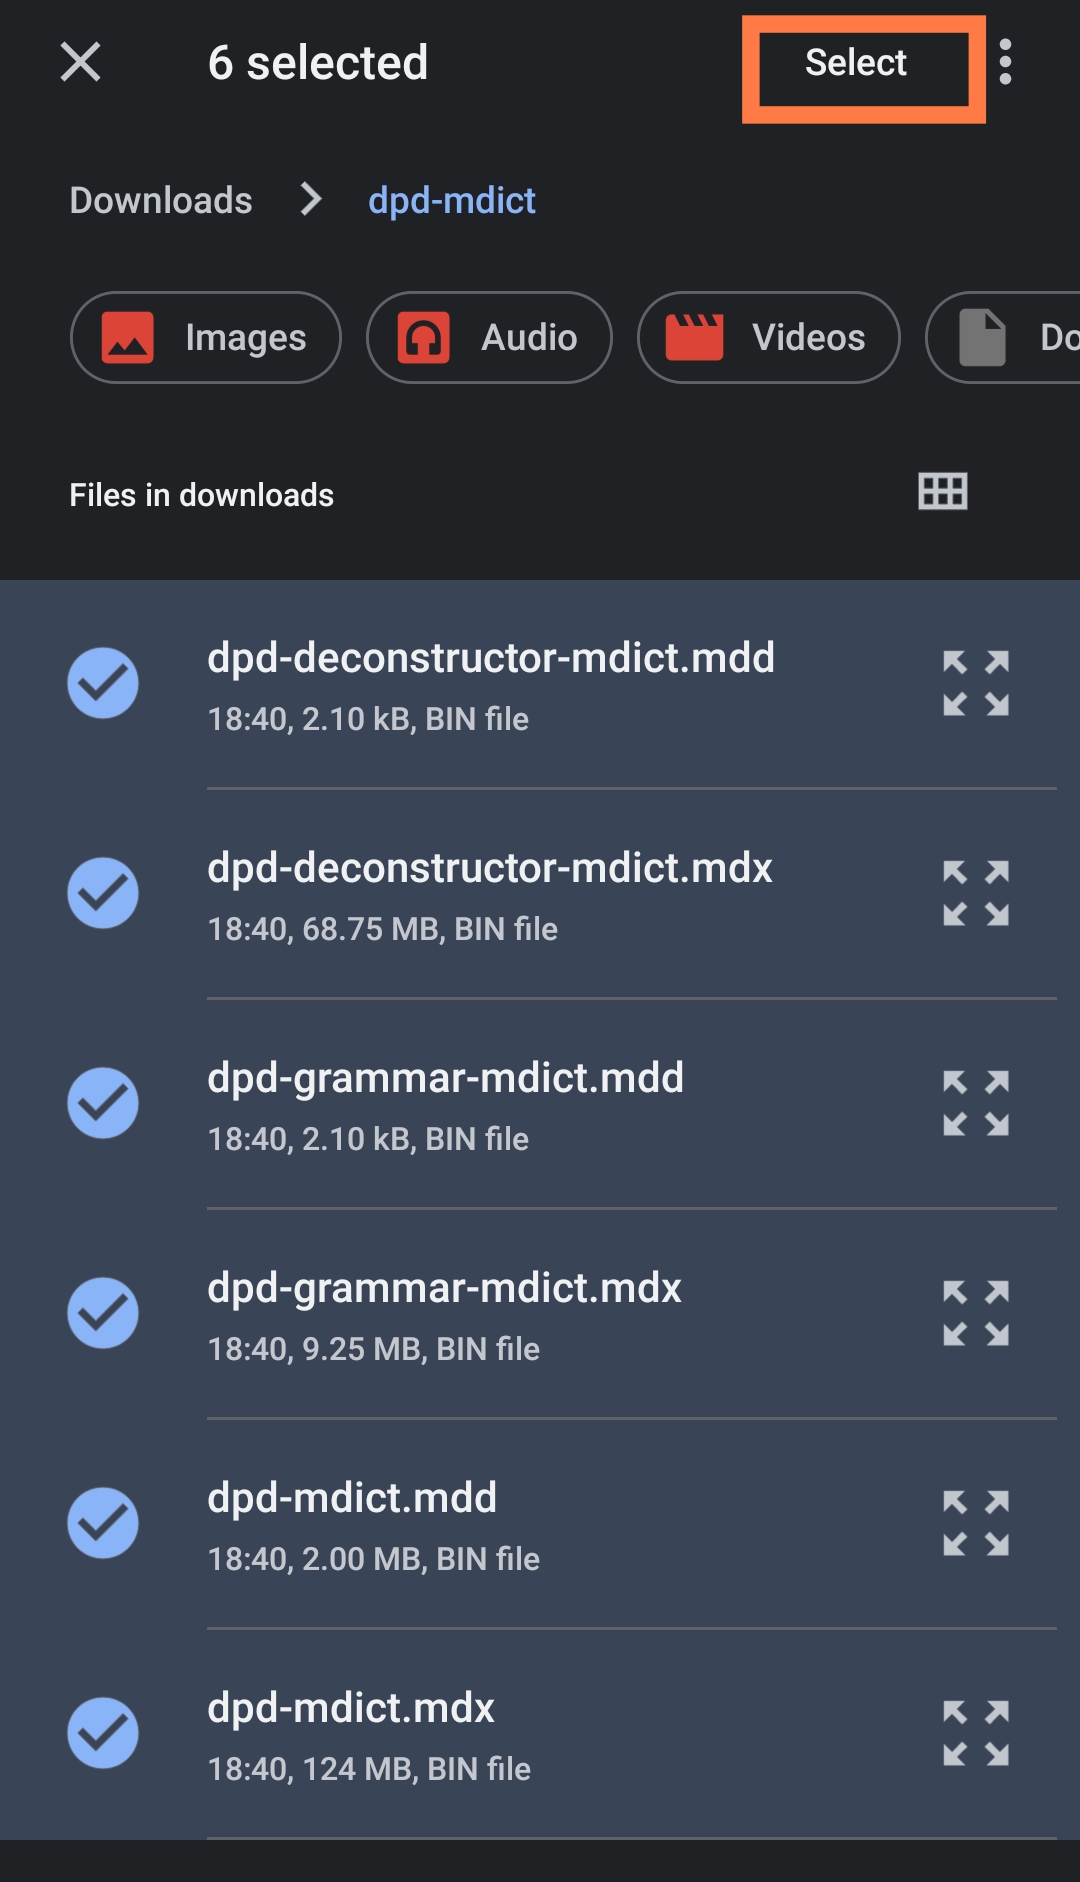 6 selected
Select
Downloads
dpd-mdict
Images
Audio
Videos
Do
Files in downloads
dpd-deconstructor-mdict.mdd
18:40, 2.10 kB, BIN file
dpd-deconstructor-mdict.mdx
18:40, 68.75 MB, BIN file
dpd-grammar-mdict.mdd
18:40, 2.10 kB, BIN file
dpd-grammar-mdict.mdx
18:40, 9.25 MB, BIN file
dpd-mdict.mdd
18:40, 2.00 MB, BIN file
dpd-mdict.mdx
18:40, 124 MB, BIN file